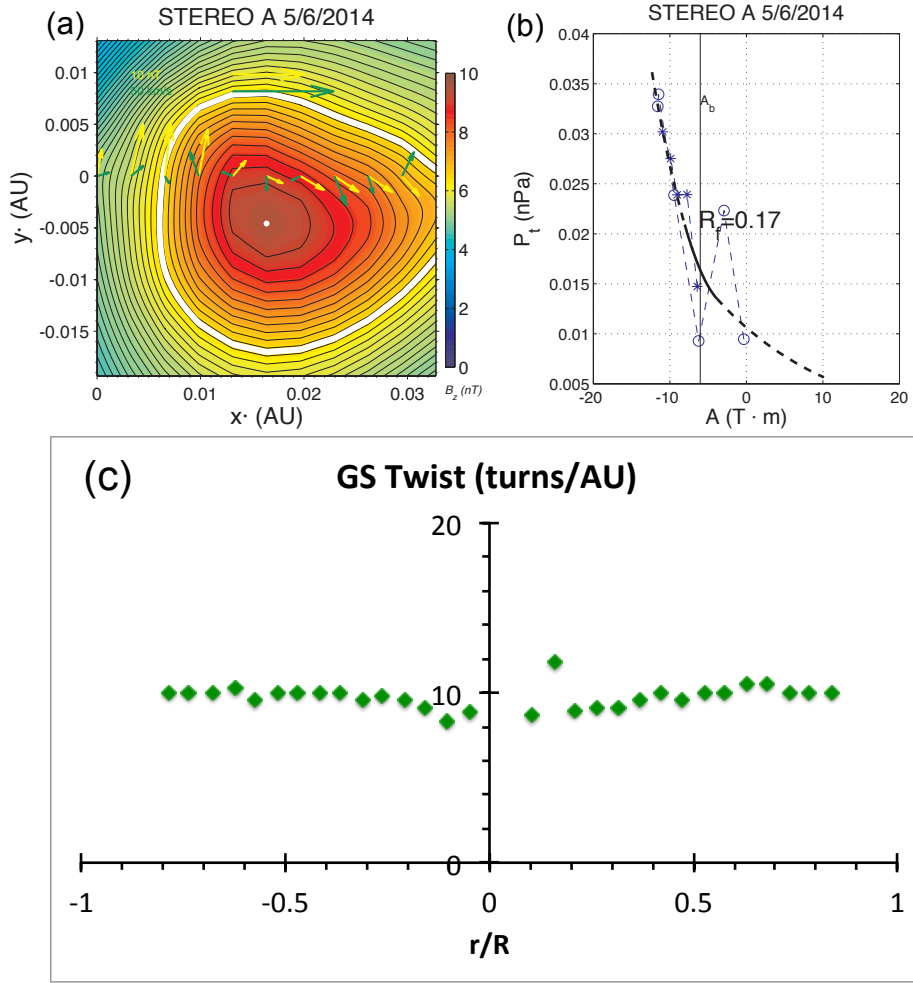 (a)
STEREO A 5/6/2014
0.01
0.005
0
-0.005
-0.01
-0.015
y· (AU)
10 nT
50 km/s
0
0.01
0.02
0.03
x· (AU)
10
8
6
4
2
0
B_z (nT)
(b)
STEREO A 5/6/2014
0.04
0.035
0.03
0.025
0.02
0.015
0.01
0.005
P_t (nPa)
A_b
R_f=0.17
-20
-10
0
10
20
A (T · m)
(c)
GS Twist (turns/AU)
20
10
0
-1
-0.5
0
0.5
1
r/R